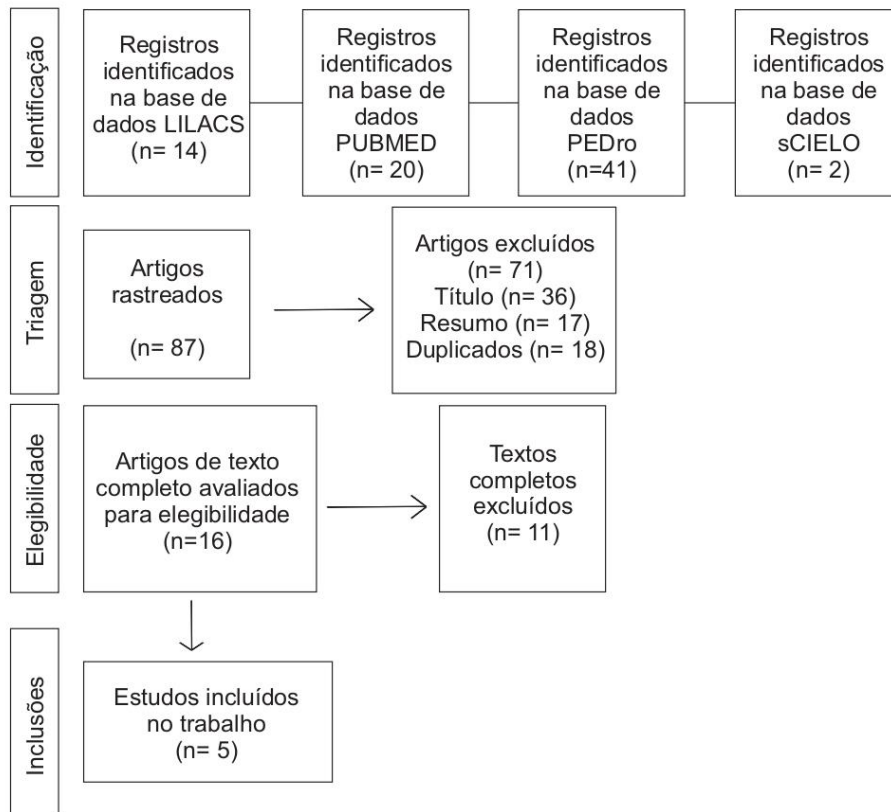 Identificação
Registros
identificados
na base de
dados LILACS
(n= 14)
Registros
identificados
na base de
dados
PUBMED
(n= 20)
Registros
identificados
na base de
dados
PEDro
(n=41)
Registros
identificados
na base de
dados
sCIELO
(n= 2)
Triagem
Artigos
rastreados
(n= 87)
Artigos excluídos
(n= 71)
Título (n= 36)
Resumo (n= 17)
Duplicados (n= 18)
Elegibilidade
Artigos de texto
completo avaliados
para elegibilidade
(n=16)
Textos
completos
excluídos
(n= 11)
Inclusões
Estudos incluídos
no trabalho
(n= 5)